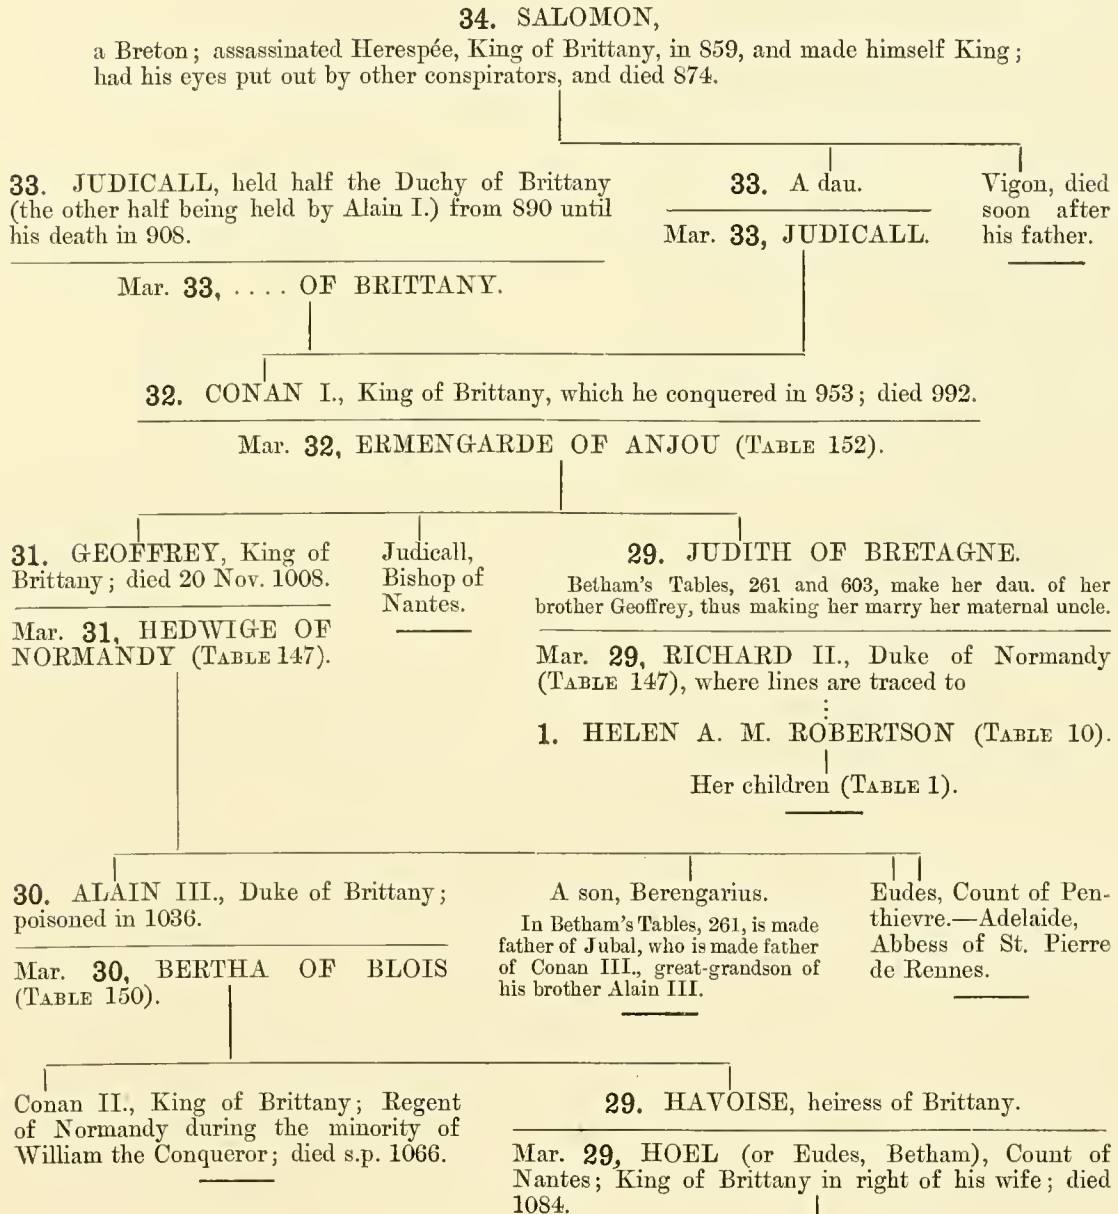 34. SALOMON,
a Breton; assassinated Herespée, King of Brittany, in 859, and made himself King;
had his eyes put out by other conspirators, and died 874.
33. JUDICALL, held half the Duchy of Brittany
(the other half being held by Alain I.) from 890 until
his death in 908.
Mar. 33, .... OF BRITTANY.
33. A dau.
Mar. 33, JUDICALL.
Vigon, died
soon after
his father.
32. CONAN I., King of Brittany, which he conquered in 953; died 992.
Mar. 32, ERMENGARDE OF ANJOU (TABLE 152).
31. GEOFFREY, King of
Brittany; died 20 Nov. 1008.
Mar. 31, HEDWIGE OF
NORMANDY (TABLE 147).
Judicall,
Bishop of
Nantes.
29. JUDITH OF BRETAGNE.
Betham's Tables, 261 and 603, make her dau. of her
brother Geoffrey, thus making her marry her maternal uncle.
Mar. 29, RICHARD II., Duke of Normandy
(TABLE 147), where lines are traced to
1. HELEN A. M. ROBERTSON (TABLE 10).
Her children (TABLE 1).
30. ALAIN III., Duke of Brittany;
poisoned in 1036.
Mar. 30, BERTHA OF BLOIS
(TABLE 150).
A son, Berengarius.
In Betham's Tables, 261, is made
father of Jubal, who is made father
of Conan III., great-grandson of
his brother Alain III.
Eudes, Count of Pen-
thievre.—Adelaide,
Abbess of St. Pierre
de Rennes.
Conan II., King of Brittany; Regent
of Normandy during the minority of
William the Conqueror; died s.p. 1066.
29. HAVOISE, heiress of Brittany.
Mar. 29, HOEL (or Eudes, Betham), Count of
Nantes; King of Brittany in right of his wife; died
1084.